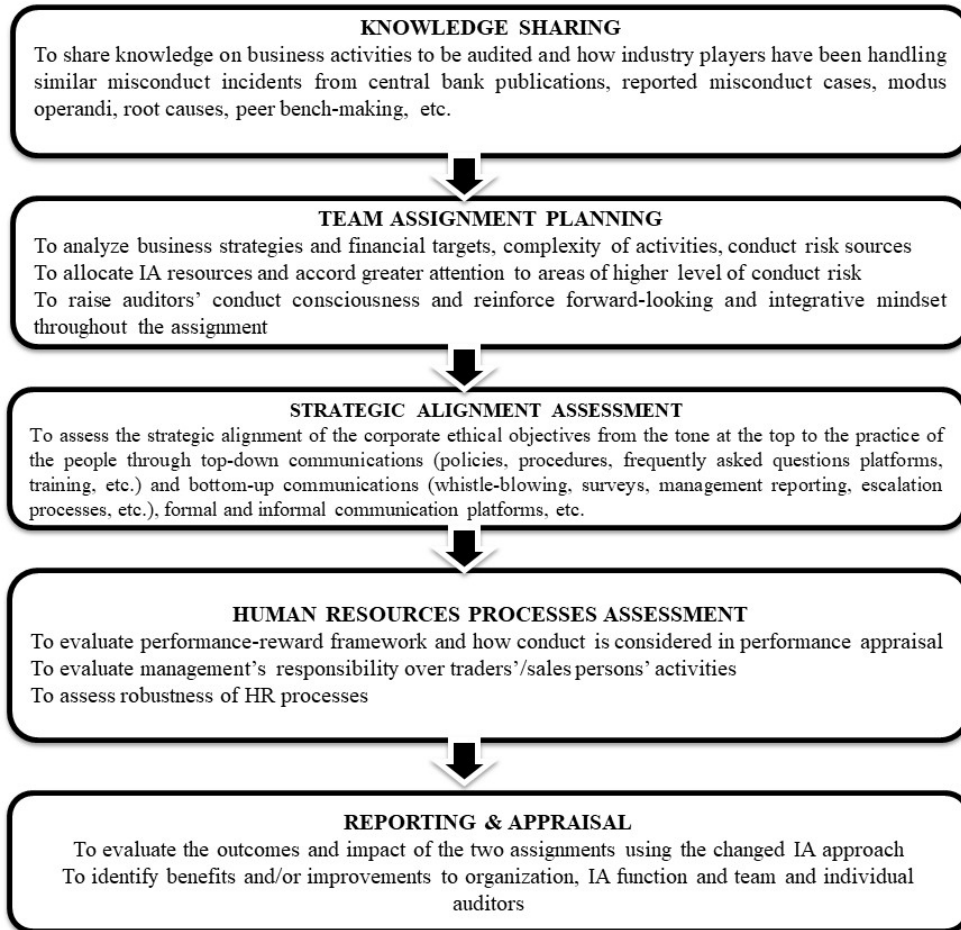 KNOWLEDGE SHARING
To share knowledge on business activities to be audited and how industry players have been handling
similar misconduct incidents from central bank publications, reported misconduct cases, modus
operandi, root causes, peer bench-making, etc.
TEAM ASSIGNMENT PLANNING
To analyze business strategies and financial targets, complexity of activities, conduct risk sources
To allocate IA resources and accord greater attention to areas of higher level of conduct risk
To raise auditors’ conduct consciousness and reinforce forward-looking and integrative mindset
throughout the assignment
STRATEGIC ALIGNMENT ASSESSMENT
To assess the strategic alignment of the corporate ethical objectives from the tone at the top to the practice of
the people through top-down communications (policies, procedures, frequently asked questions platforms,
training, etc.) and bottom-up communications (whistle-blowing, surveys, management reporting, escalation
processes, etc.), formal and informal communication platforms, etc.
HUMAN RESOURCES PROCESSES ASSESSMENT
To evaluate performance-reward framework and how conduct is considered in performance appraisal
To evaluate management’s responsibility over traders’/sales persons’ activities
To assess robustness of HR processes
REPORTING & APPRAISAL
To evaluate the outcomes and impact of the two assignments using the changed IA approach
To identify benefits and/or improvements to organization, IA function and team and individual
auditors